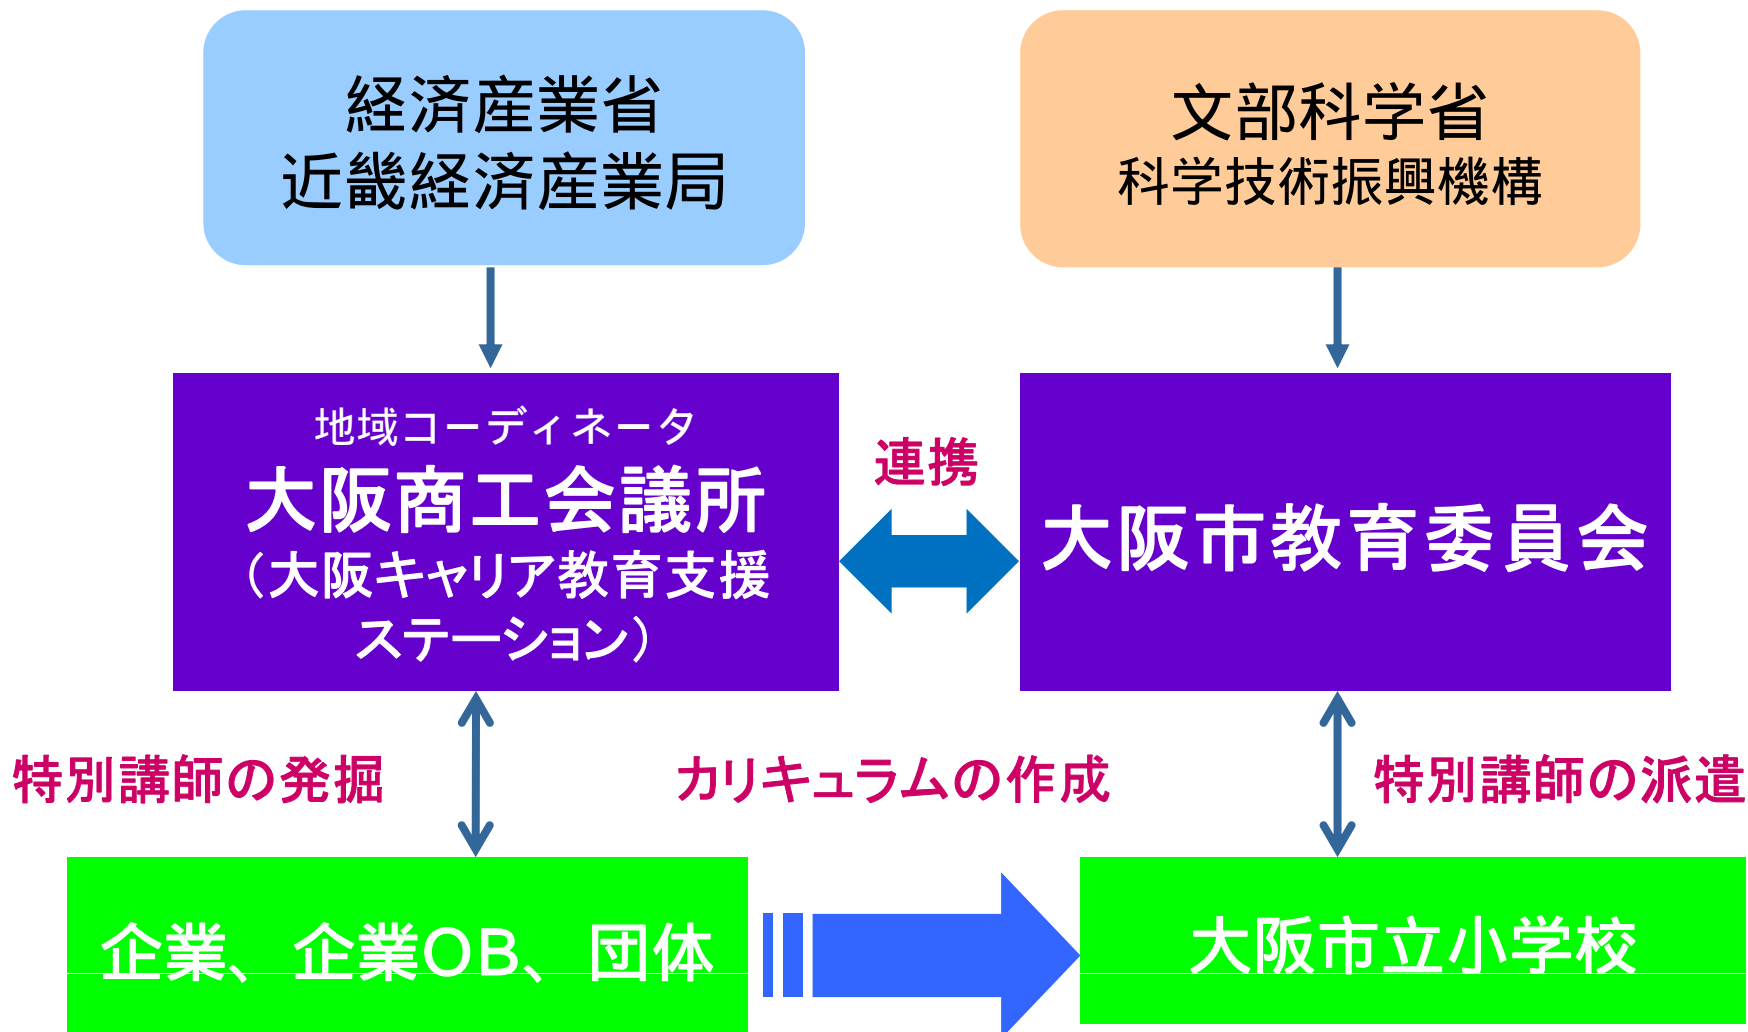 経済産業省
近畿経済産業局
文部科学省
科学技術振興機構
地域コーディネータ
大阪商工会議所
（大阪キャリア教育支援
ステーション）
連携
大阪市教育委員会
特別講師の発掘
カリキュラムの作成
特別講師の派遣
企業、企業ＯＢ、団体
大阪市立小学校